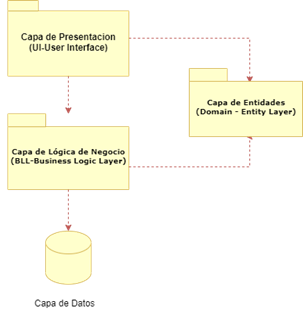 Capa de Presentacion
(UI-User Interface)
Capa de Entidades
(Domain - Entity Layer)
Capa de Lógica de Negocio
(BLL-Business Logic Layer)
Capa de Datos